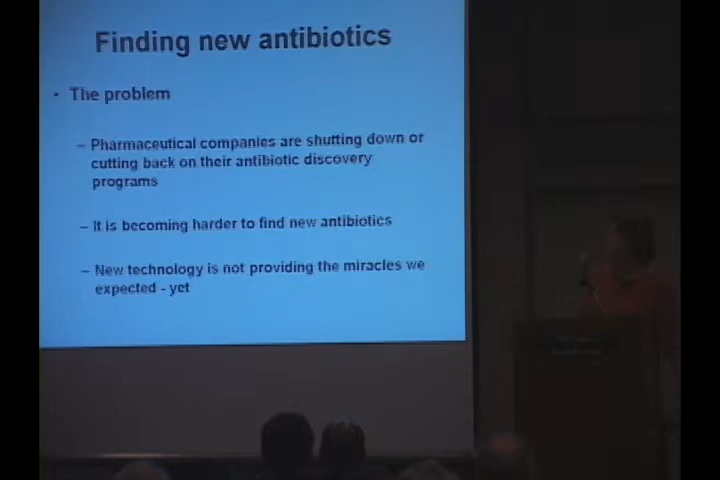 Finding new antibiotics
• The problem
– Pharmaceutical companies are shutting down or
cutting back on their antibiotic discovery
programs
– It is becoming harder to find new antibiotics
– New technology is not providing the miracles we
expected - yet